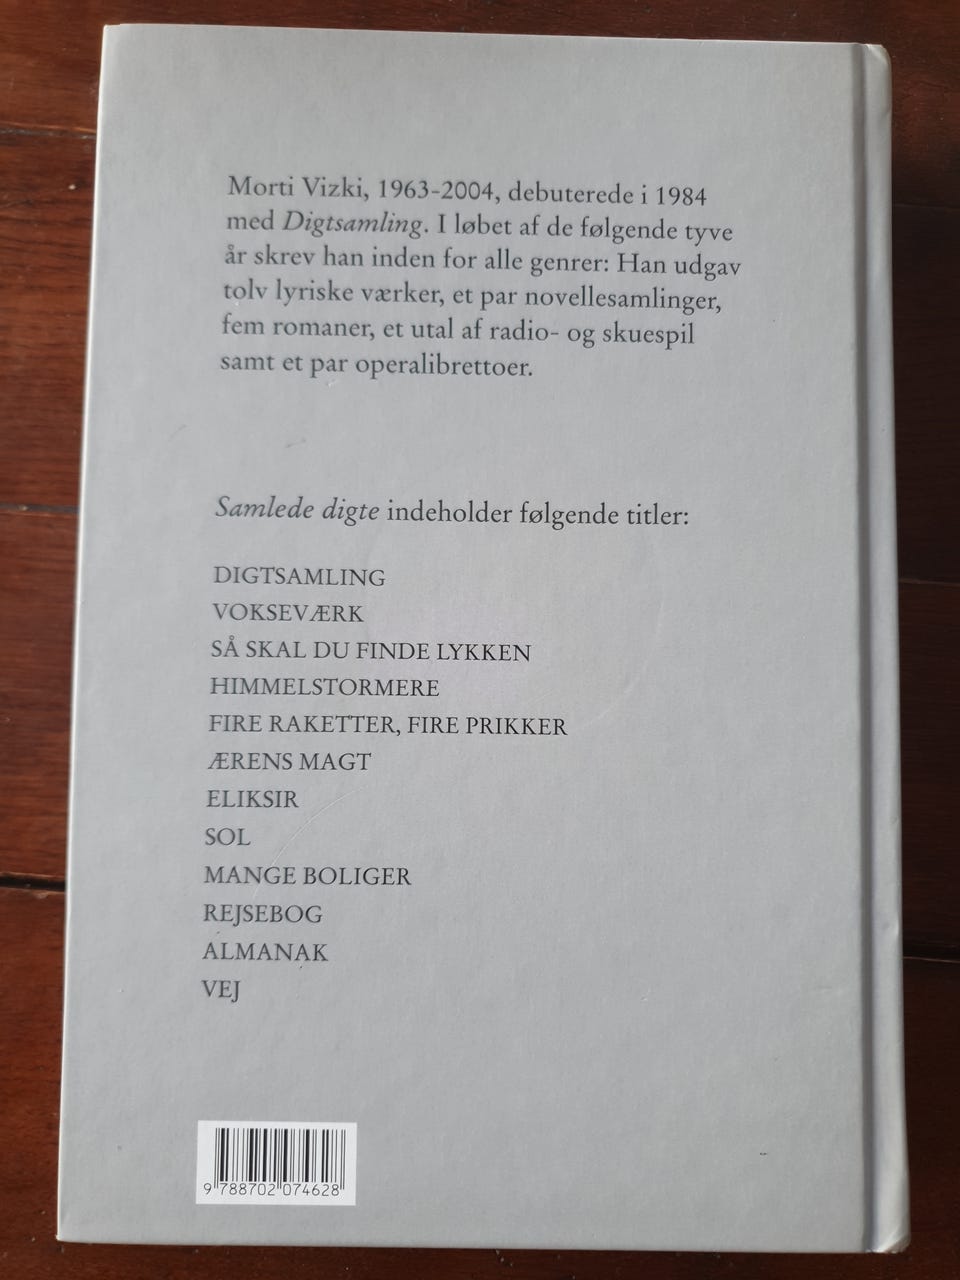 Morti Vizki, 1963-2004, debuterede i 1984
med Digtsamling. I løbet af de følgende tyve
år skrev han inden for alle genrer: Han udgav
tolv lyriske værker, et par novellesamlinger,
fem romaner, et utal af radio- og skuespil
samt et par operalibrettoer.
Samlede digte indeholder følgende titler:
DIGTSAMLING
VOKSEVÆRK
SÅ SKAL DU FINDE LYKKEN
HIMMELSTORMERE
FIRE RAKETTER, FIRE PRIKKER
ÆRENS MAGT
ELIKSIR
SOL
MANGE BOLIGER
REJSEBOG
ALMANAK
VEJ
9 788702 074628